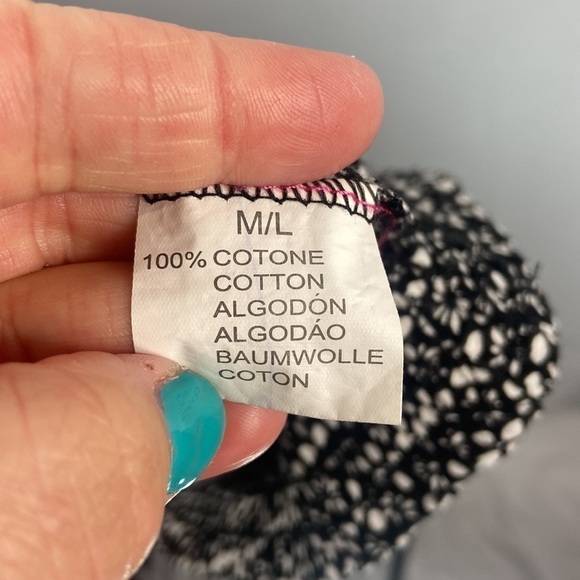 M/L
100% COTONE
COTTON
ALGODÓN
ALGODÁO
BAUMWOLLE
COTON